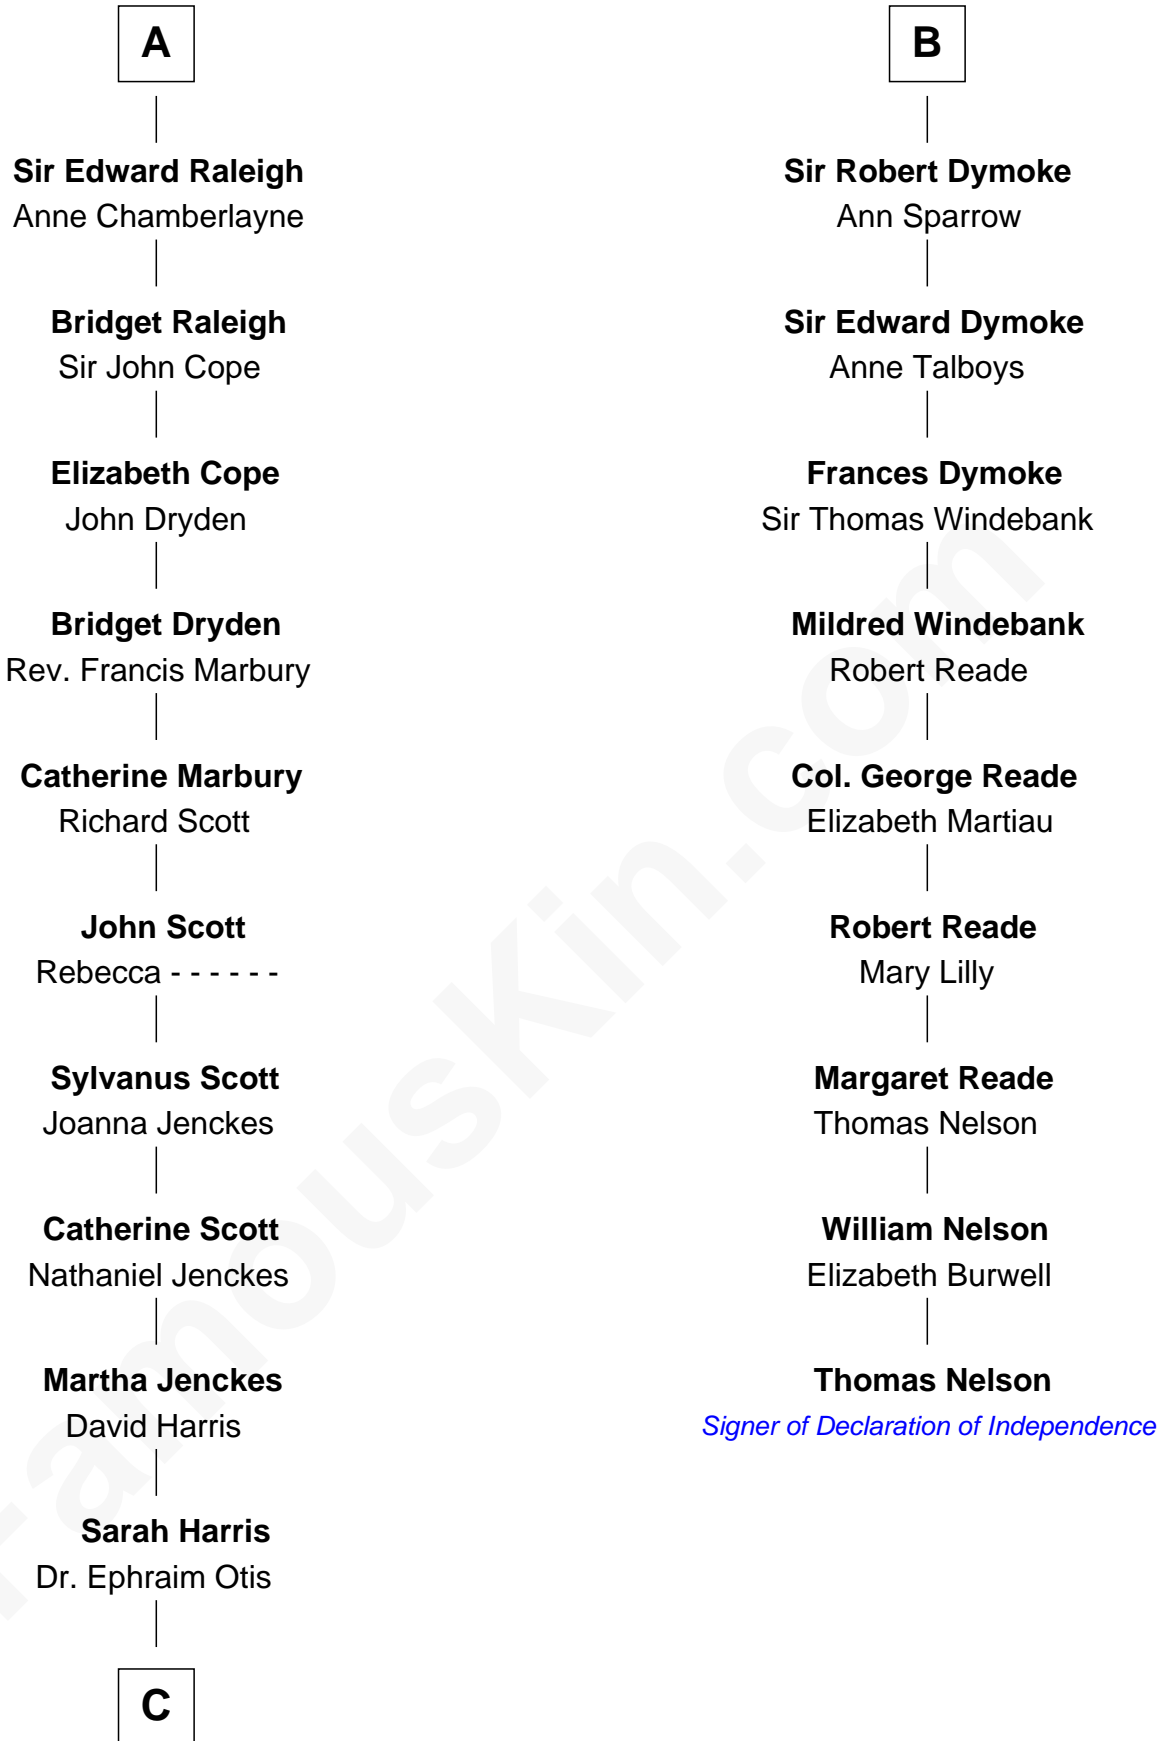 A
Sir Edward Raleigh
Anne Chamberlayne
Bridget Raleigh
Sir John Cope
Elizabeth Cope
John Dryden
Bridget Dryden
Rev. Francis Marbury
Catherine Marbury
Richard Scott
John Scott
Rebecca - - - - - -
Sylvanus Scott
Joanna Jenckes
Catherine Scott
Nathaniel Jenckes
Martha Jenckes
David Harris
Sarah Harris
Dr. Ephraim Otis
C
B
Sir Robert Dymoke
Ann Sparrow
Sir Edward Dymoke
Anne Talboys
Frances Dymoke
Sir Thomas Windebank
Mildred Windebank
Robert Reade
Col. George Reade
Elizabeth Martiau
Robert Reade
Mary Lilly
Margaret Reade
Thomas Nelson
William Nelson
Elizabeth Burwell
Thomas Nelson
Signer of Declaration of Independence
FamousKin.com